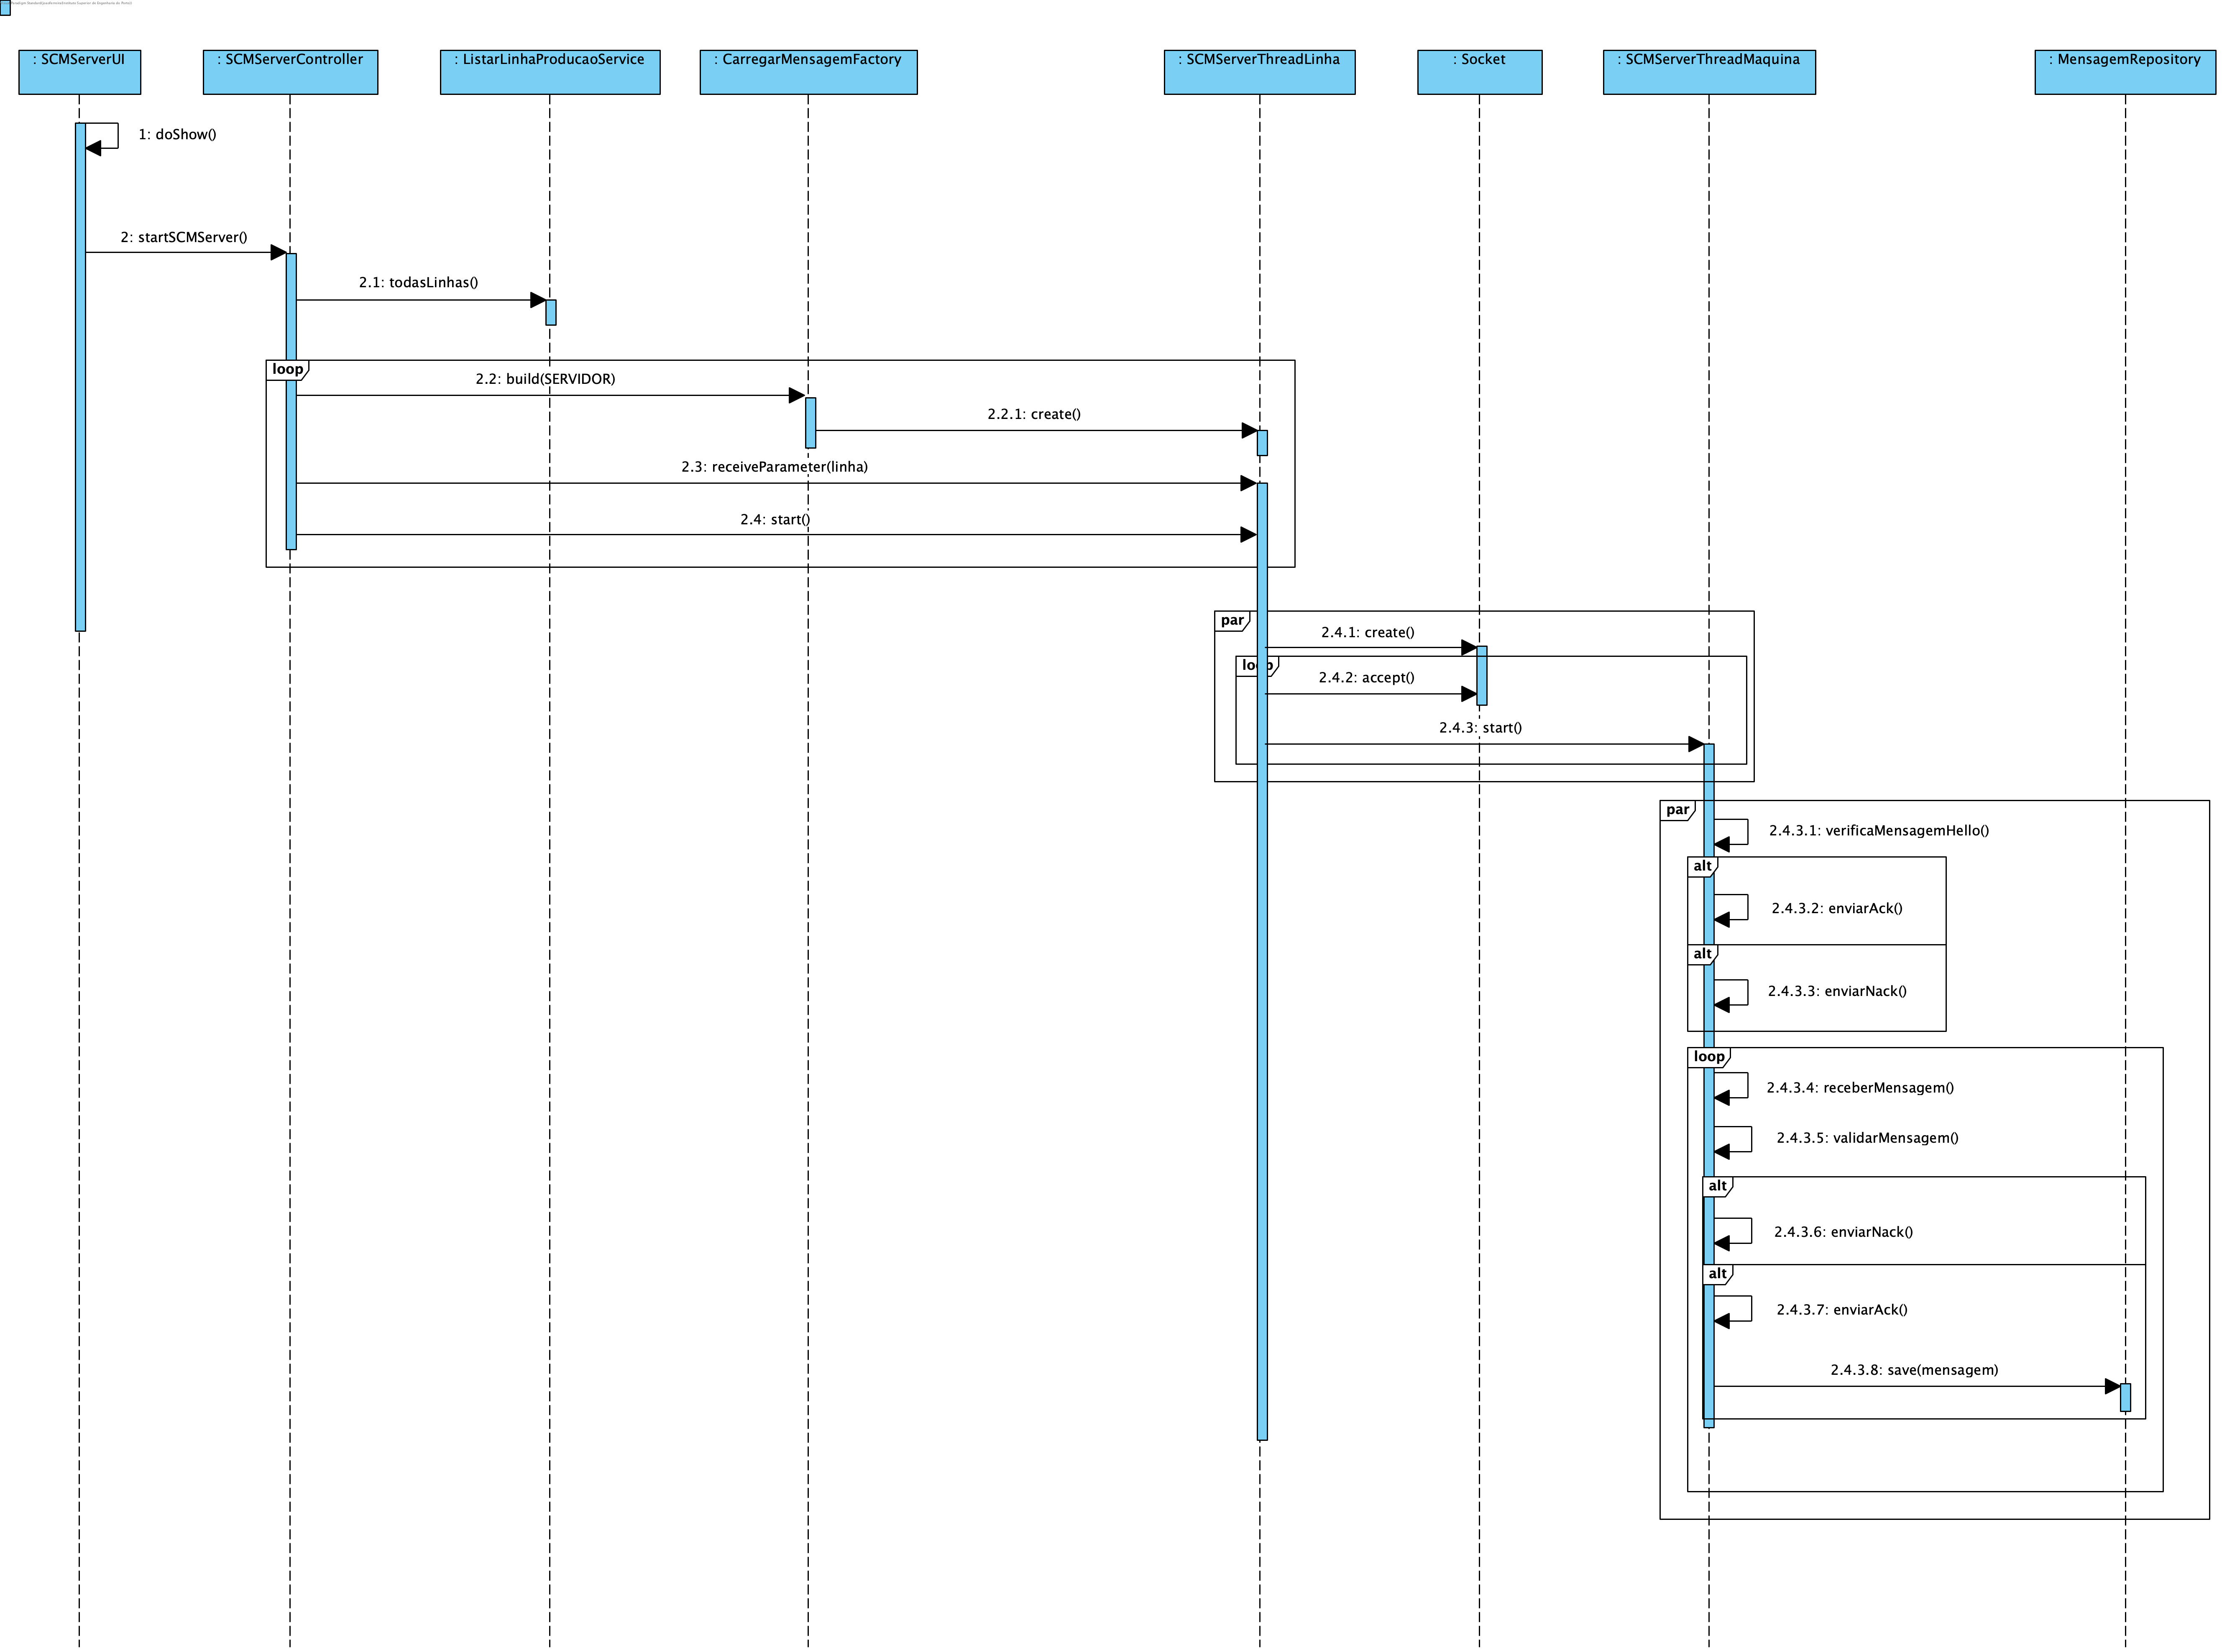 : SCMServerUI
: SCMServerController
: ListarLinhaProducaoService
: CarregarMensagemFactory
: SCMServerThreadLinha
: Socket
: SCMServerThreadMaquina
: MensagemRepository
1: doShow()
2: startSCMServer()
2.1: todasLinhas()
loop
2.2: build(SERVIDOR)
2.2.1: create()
2.3: receiveParameter(linha)
2.4: start()
par
2.4.1: create()
loop
2.4.2: accept()
2.4.3: start()
par
2.4.3.1: verificaMensagemHello()
alt
2.4.3.2: enviarAck()
alt
2.4.3.3: enviarNack()
loop
2.4.3.4: receberMensagem()
2.4.3.5: validarMensagem()
alt
2.4.3.6: enviarNack()
alt
2.4.3.7: enviarAck()
2.4.3.8: save(mensagem)